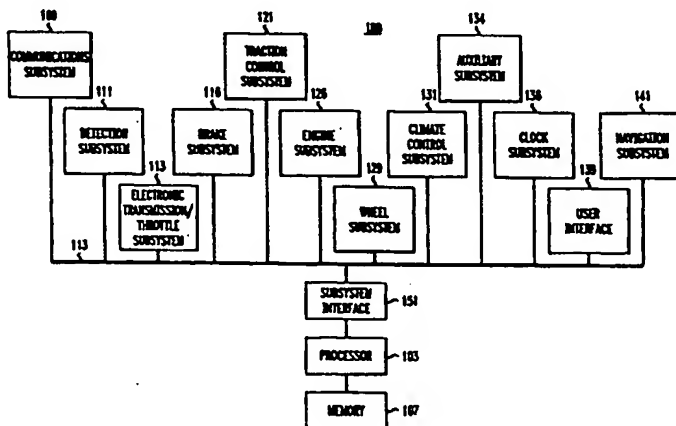 100
121
134
100
COMMUNICATIONS
SUBSYSTEM
TRACTION
CONTROL
SUBSYSTEM
AUXILIARY
SUBSYSTEM
111
116
126
131
136
141
DETECTION
SUBSYSTEM
BRAKE
SUBSYSTEM
ENGINE
SUBSYSTEM
CLIMATE
CONTROL
SUBSYSTEM
CLOCK
SUBSYSTEM
NAVIGATION
SUBSYSTEM
113
129
139
ELECTRONIC
TRANSMISSION/
THROTTLE
SUBSYSTEM
WHEEL
SUBSYSTEM
USER
INTERFACE
113
SUBSYSTEM
INTERFACE
151
PROCESSOR
103
MEMORY
107